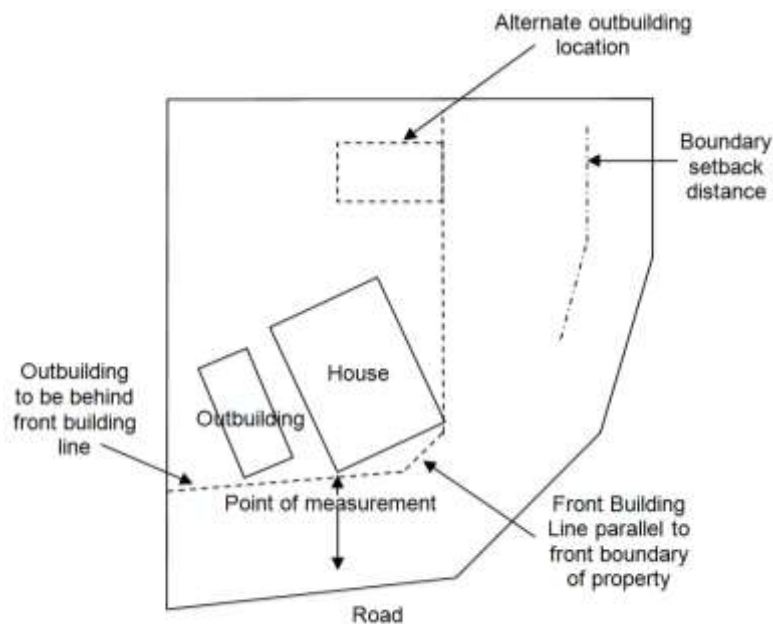 Alternate outbuilding
location
Boundary
setback
distance
House
Outbuilding
Outbuilding
to be behind
front building
line
Point of measurement
Front Building
Line parallel to
front boundary
of property
Road